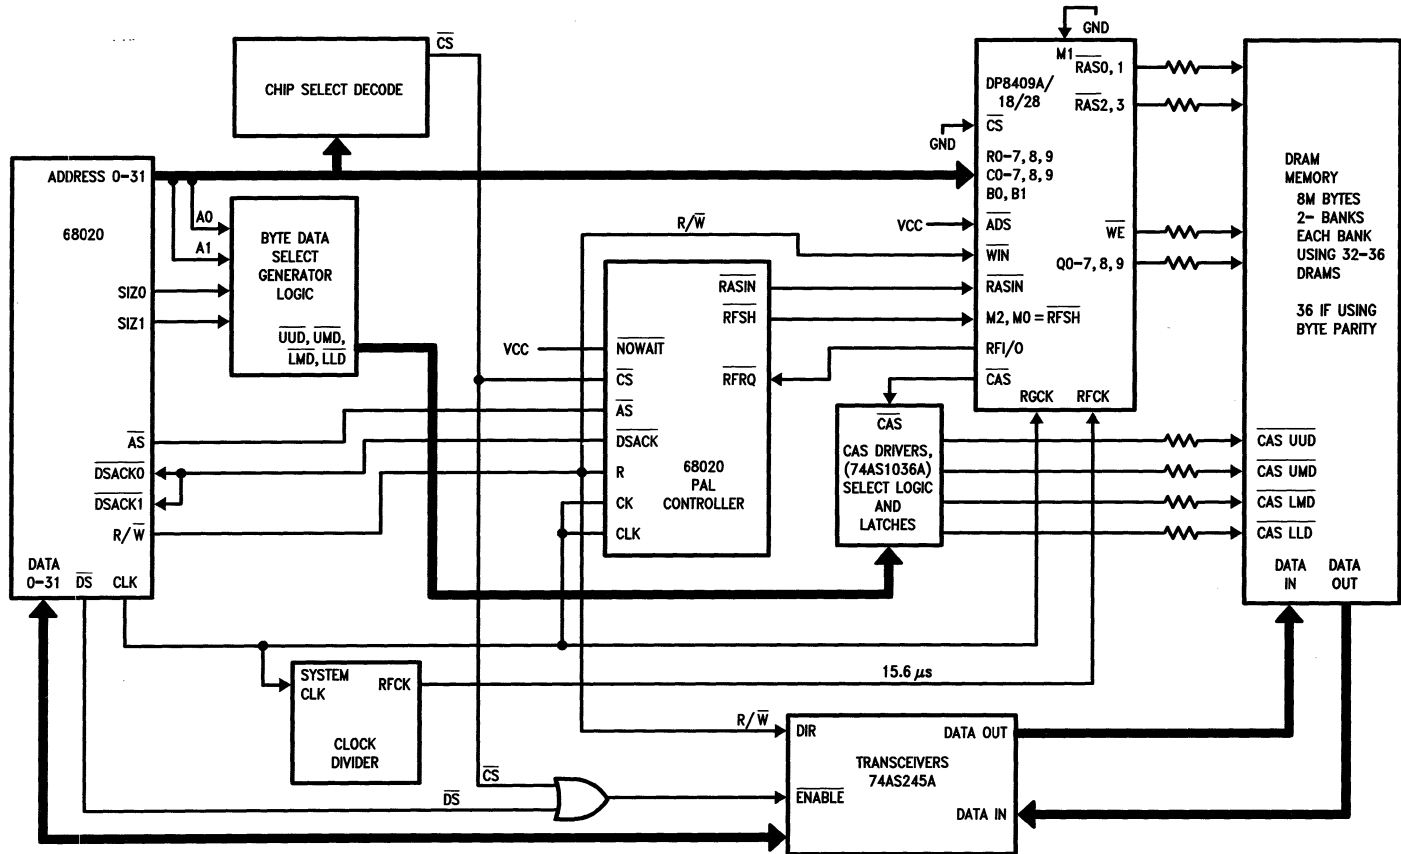 CS
CHIP SELECT DECODE
GND
M1
RAS0, 1
DP8409A/
18/28
RAS2, 3
CS
GND
R0-7, 8, 9
C0-7, 8, 9
B0, B1
VCC
ADS
R/W
WIN
WE
Q0-7, 8, 9
RASIN
M2, M0 = RFSH
RFI/O
CAS
RGCK
RFCK
DRAM
MEMORY
8M BYTES
2- BANKS
EACH BANK
USING 32-36
DRAMS
36 IF USING
BYTE PARITY
CAS UUD
CAS UMD
CAS LMD
CAS LLD
DATA
IN
DATA
OUT
ADDRESS 0-31
68020
A0
A1
SIZ0
SIZ1
BYTE DATA
SELECT
GENERATOR
LOGIC
UUD, UMD,
LMD, LLD
RASIN
RFSH
VCC
NOWAIT
CS
RFRQ
AS
DSACK
R
68020
PAL
CONTROLLER
CK
CLK
CAS
CAS DRIVERS,
(74AS1036A)
SELECT LOGIC
AND
LATCHES
AS
DSACK0
DSACK1
R/W
DATA
0-31
DS
CLK
SYSTEM
CLK
RFCK
CLOCK
DIVIDER
15.6 μs
R/W
DIR
DATA OUT
TRANSCEIVERS
74AS245A
CS
DS
ENABLE
DATA IN